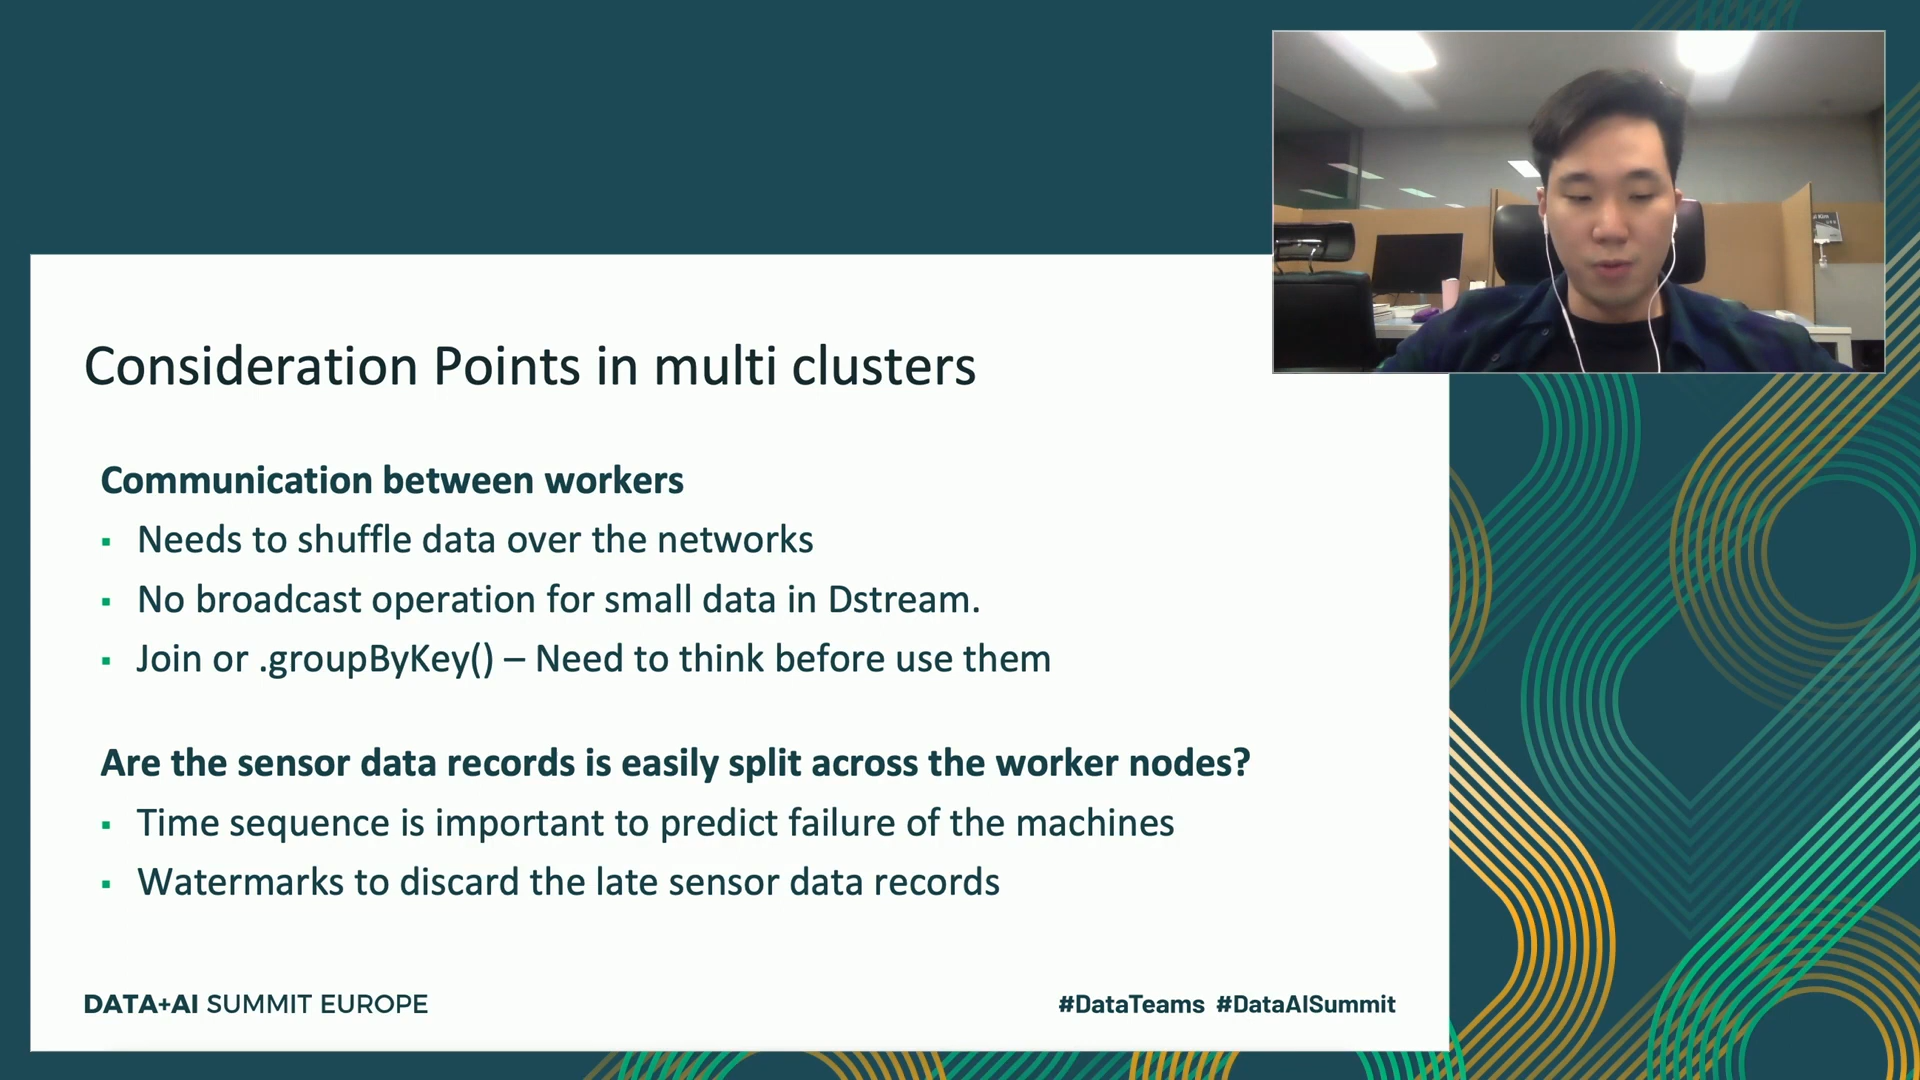 Consideration Points in multi clusters
Communication between workers
▪ Needs to shuffle data over the networks
▪ No broadcast operation for small data in Dstream.
▪ Join or .groupByKey() – Need to think before use them
Are the sensor data records is easily split across the worker nodes?
▪ Time sequence is important to predict failure of the machines
▪ Watermarks to discard the late sensor data records
DATA+AI SUMMIT EUROPE
#DataTeams #DataAISummit